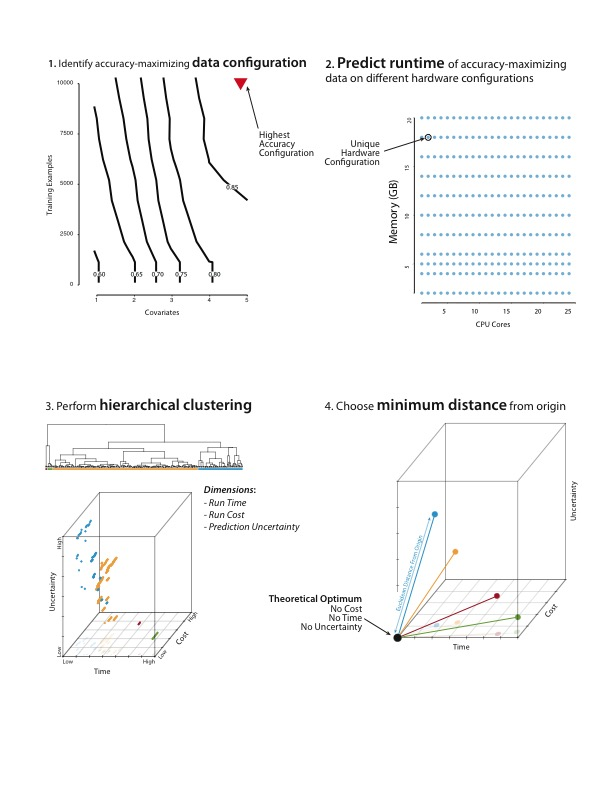 1. Identify accuracy-maximizing data configuration
10000
7500
5000
2500
0
Training Examples
0.60
0.65
0.70
0.75
0.80
0.85
1
2
3
4
5
Covariates
Highest
Accuracy
Configuration
2. Predict runtime of accuracy-maximizing
data on different hardware configurations
Unique
Hardware
Configuration
Memory (GB)
20
15
10
5
5
10
15
20
25
CPU Cores
3. Perform hierarchical clustering
Dimensions:
- Run Time
- Run Cost
- Prediction Uncertainty
High
Uncertainty
Low
Low
High
Time
Low
Cost
High
4. Choose minimum distance from origin
Uncertainty
Euclidean Distance From Origin
Theoretical Optimum
No Cost
No Time
No Uncertainty
Time
Cost